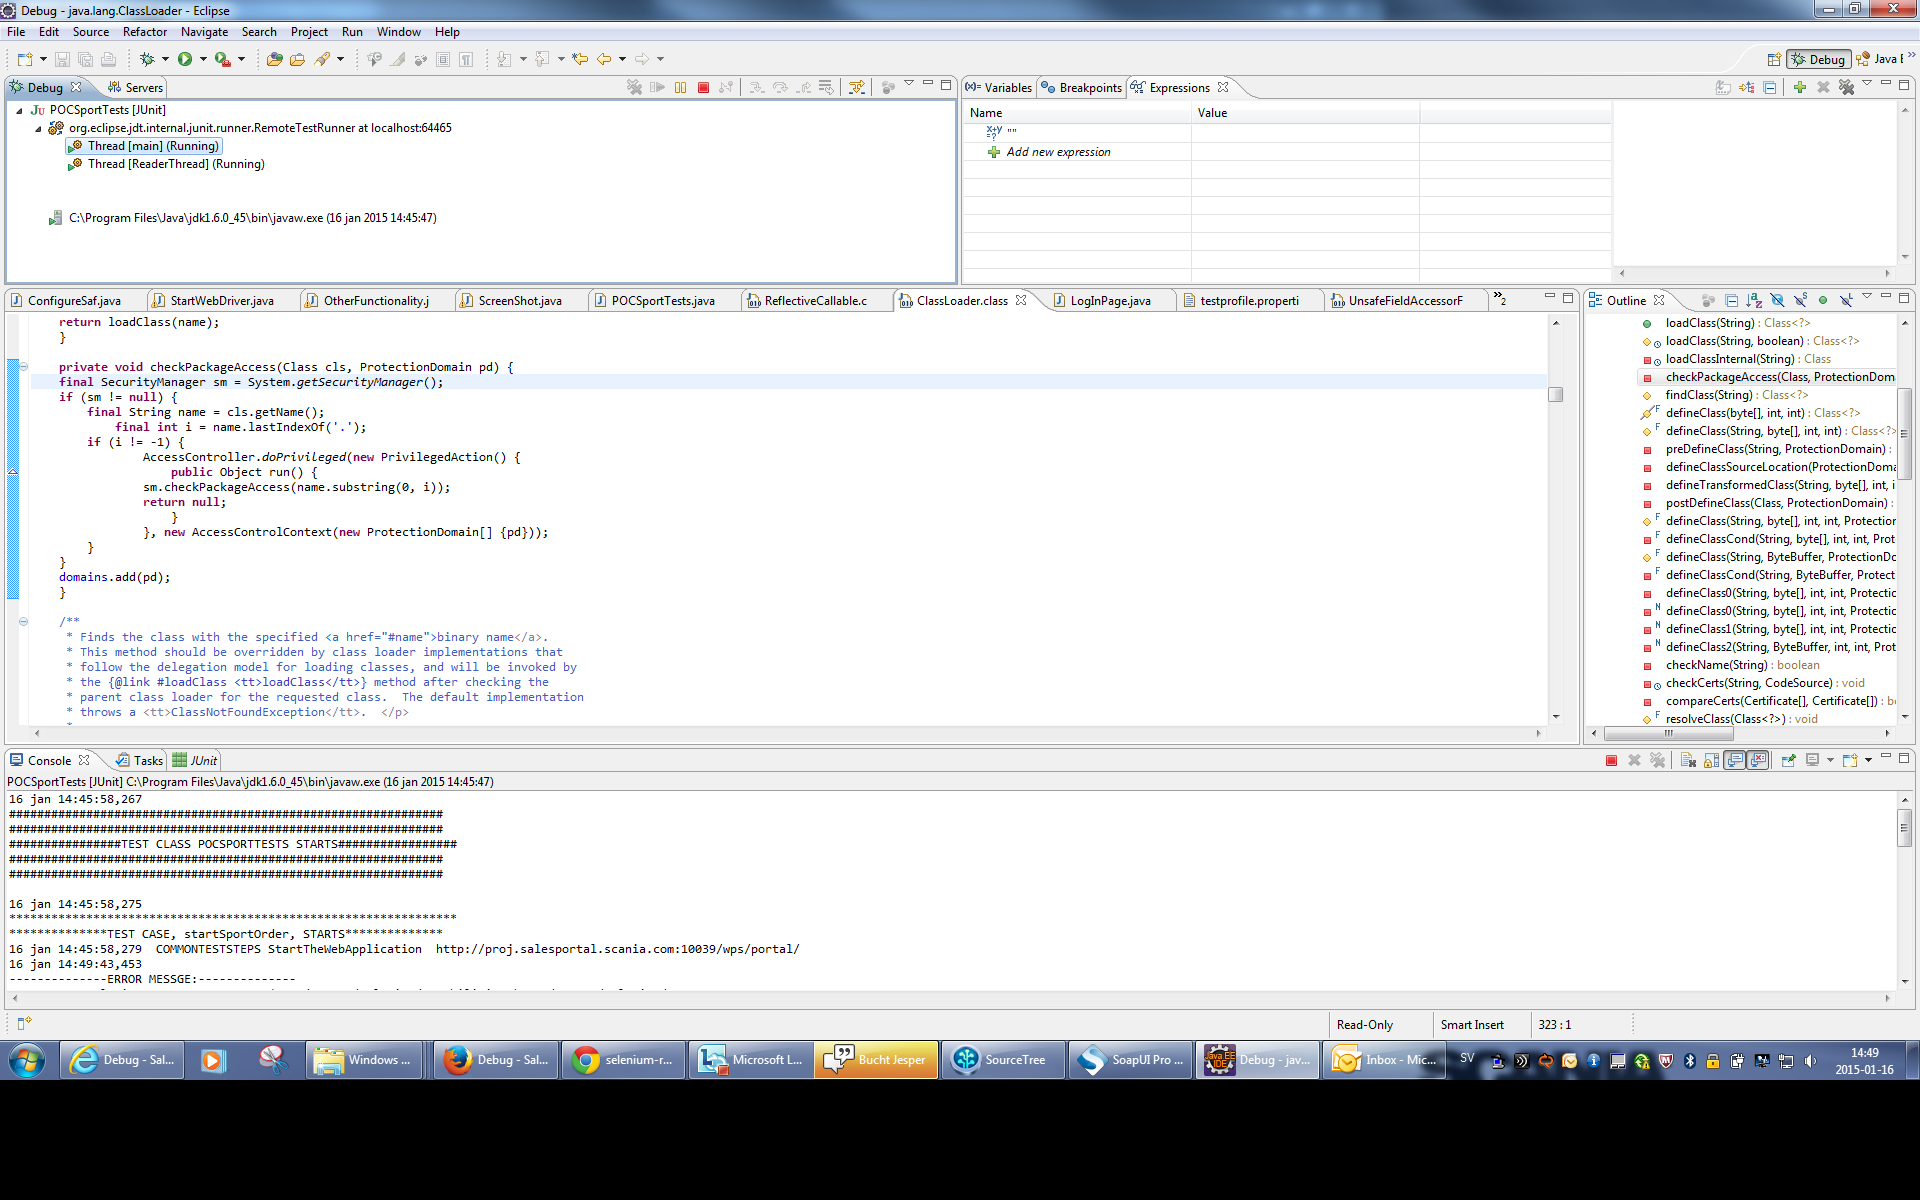 Debug - java.lang.ClassLoader - Eclipse
File Edit Source Refactor Navigate Search Project Run Window Help
Debug Java E
Debug Servers
POCSportTests [JUnit]
org.eclipse.jdt.internal.junit.runner.RemoteTestRunner at localhost:64465
Thread [main] (Running)
Thread [ReaderThread] (Running)
C:\Program Files\Java\jdk1.6.0_45\bin\javaw.exe (16 jan 2015 14:45:47)
(x)= Variables Breakpoints Expressions
Name Value
""
Add new expression
ConfigureSaf.java StartWebDriver.java OtherFunctionality.j ScreenShot.java POCSportTests.java ReflectiveCallable.c ClassLoader.class LogInPage.java testprofile.properti UnsafeFieldAccessorF »2
return loadClass(name);
}
private void checkPackageAccess(Class cls, ProtectionDomain pd) {
final SecurityManager sm = System.getSecurityManager();
if (sm != null) {
final String name = cls.getName();
final int i = name.lastIndexOf('.');
if (i != -1) {
AccessController.doPrivileged(new PrivilegedAction() {
public Object run() {
sm.checkPackageAccess(name.substring(0, i));
return null;
}
}, new AccessControlContext(new ProtectionDomain[] {pd}));
}
}
domains.add(pd);
}
/**
* Finds the class with the specified <a href="#name">binary name</a>.
* This method should be overridden by class loader implementations that
* follow the delegation model for loading classes, and will be invoked by
* the {@link #loadClass <tt>loadClass</tt>} method after checking the
* parent class loader for the requested class.  The default implementation
* throws a <tt>ClassNotFoundException</tt>.  </p>
*
Outline
loadClass(String) : Class<?>
loadClass(String, boolean) : Class<?>
loadClassInternal(String) : Class
checkPackageAccess(Class, ProtectionDom
findClass(String) : Class<?>
defineClass(byte[], int, int) : Class<?>
defineClass(String, byte[], int, int) : Class<?>
preDefineClass(String, ProtectionDomain) :
defineClassSourceLocation(ProtectionDoma
defineTransformedClass(String, byte[], int, i
postDefineClass(Class, ProtectionDomain) :
defineClass(String, byte[], int, int, Protection
defineClassCond(String, byte[], int, int, Prot
defineClass(String, ByteBuffer, ProtectionDo
defineClassCond(String, ByteBuffer, Protect
defineClass0(String, byte[], int, int, Protectic
defineClass0(String, byte[], int, int, Protectic
defineClass1(String, byte[], int, int, Protectic
defineClass2(String, ByteBuffer, int, int, Prot
checkName(String) : boolean
checkCerts(String, CodeSource) : void
compareCerts(Certificate[], Certificate[]) : b
resolveClass(Class<?>) : void
Console Tasks JUnit
POCSportTests [JUnit] C:\Program Files\Java\jdk1.6.0_45\bin\javaw.exe (16 jan 2015 14:45:47)
16 jan 14:45:58,267
##############################################################
##############################################################
################TEST CLASS POCSPORTTESTS STARTS#################
##############################################################
##############################################################
16 jan 14:45:58,275
****************************************************************
**************TEST CASE, startSportOrder, STARTS**************
16 jan 14:45:58,279  COMMONTESTSTEPS StartTheWebApplication  http://proj.salesportal.scania.com:10039/wps/portal/
16 jan 14:49:43,453
--------------ERROR MESSGE:--------------
Read-Only Smart Insert 323 : 1
Debug - Sal... Windows ... Debug - Sal... selenium-r... Microsoft L... Bucht Jesper SourceTree SoapUI Pro ... Debug - jav... Inbox - Mic... SV 14:49
2015-01-16